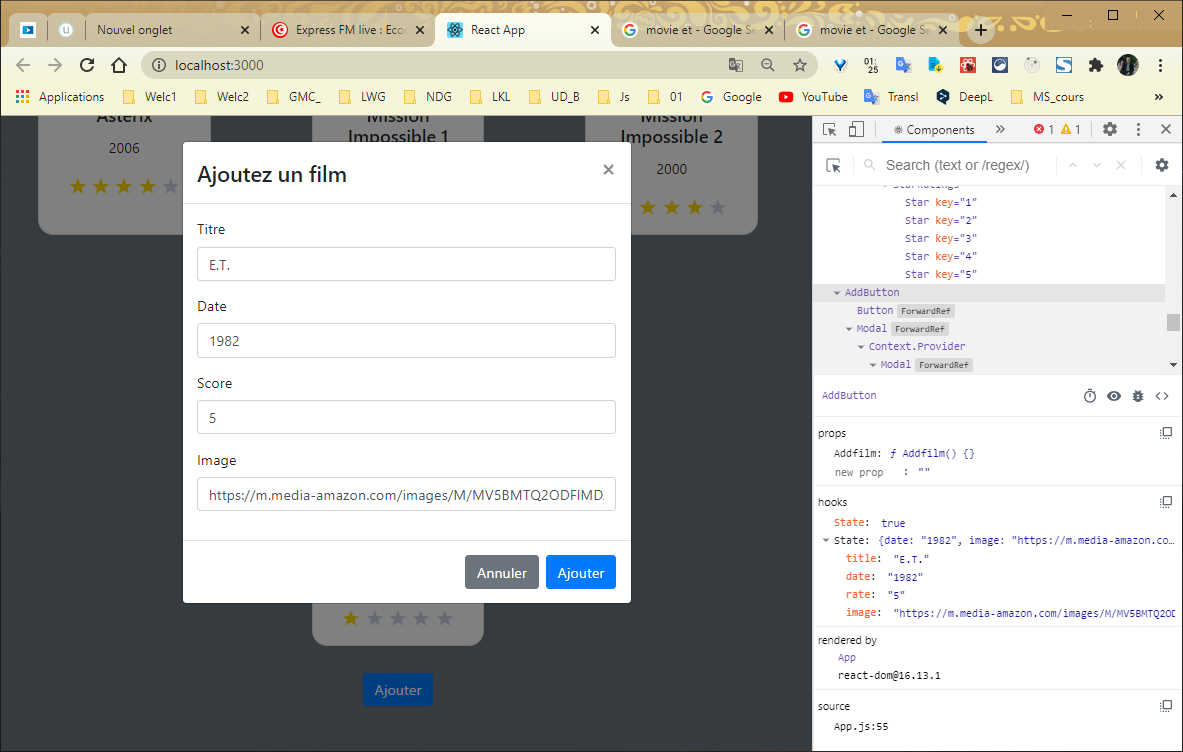 Nouvel onglet
Express FM live : Eco
React App
movie et - Google Se
movie et - Google Se
localhost:3000
01:
25
Applications
Welc1
Welc2
GMC_
LWG
NDG
LKL
UD_B
Js
01
Google
YouTube
Transl
DeepL
MS_cours
»
Asterix
2006
Mission
Impossible 1
Mission
Impossible 2
2000
Ajoutez un film
×
Titre
E.T.
Date
1982
Score
5
Image
https://m.media-amazon.com/images/M/MV5BMTQ2ODFlMD
Annuler
Ajouter
Ajouter
Components
»
1
1
Search (text or /regex/)
StarRatings
Star key="1"
Star key="2"
Star key="3"
Star key="4"
Star key="5"
AddButton
Button ForwardRef
Modal ForwardRef
Context.Provider
Modal ForwardRef
AddButton
props
Addfilm: ƒ Addfilm() {}
new prop : ""
hooks
State: true
State: {date: "1982", image: "https://m.media-amazon.co…
title: "E.T."
date: "1982"
rate: "5"
image: "https://m.media-amazon.com/images/M/MV5BMTQ2OD
rendered by
App
react-dom@16.13.1
source
App.js:55